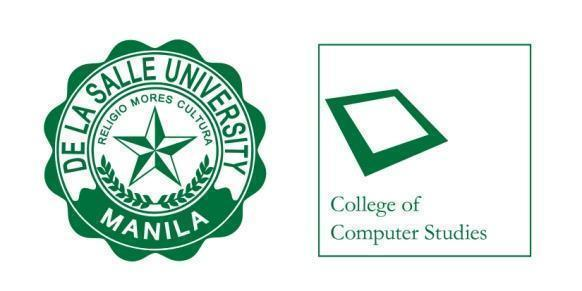 DE LA SALLE UNIVERSITY
RELIGIO MORES CULTURA
MANILA
College of
Computer Studies